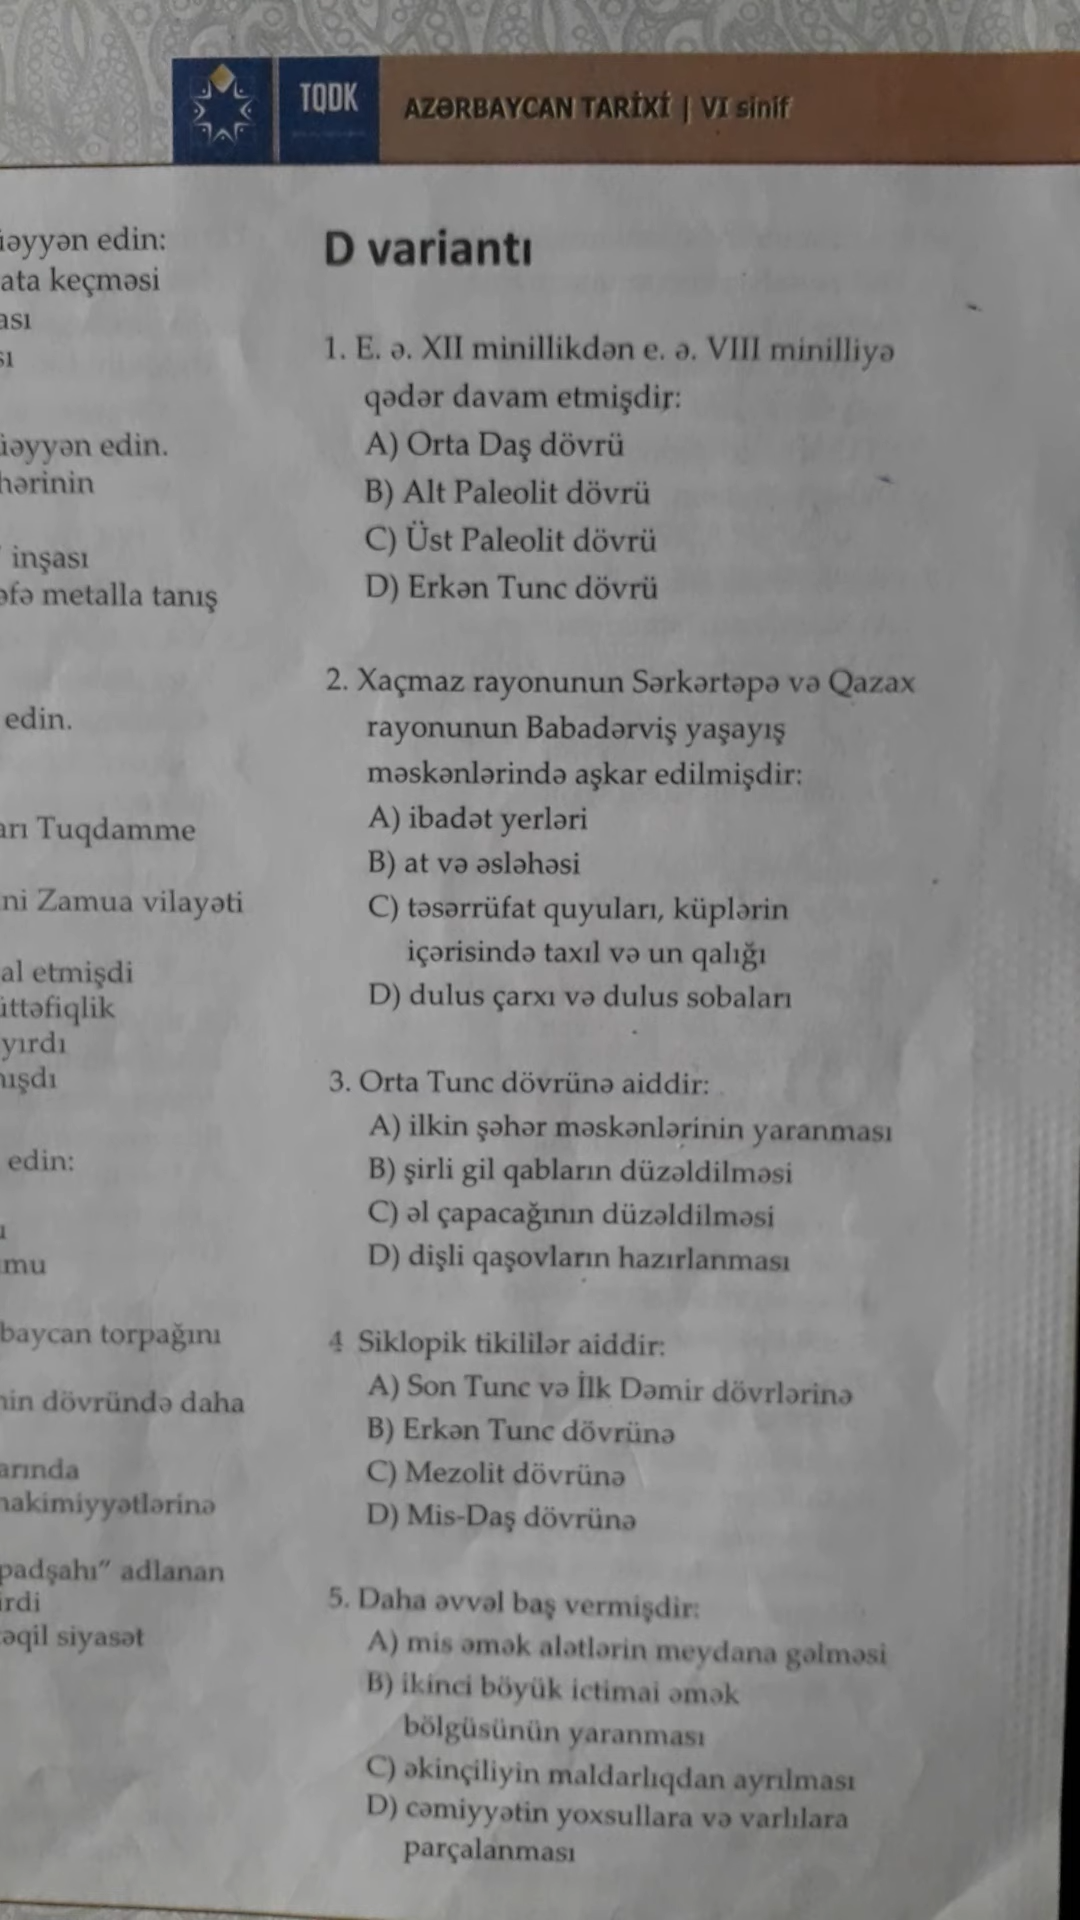 TQDK
AZƏRBAYCAN TARİXİ | VI sinif
üəyyən edin:
ata keçməsi
ası
sı
üəyyən edin.
hərinin
inşası
əfə metalla tanış
edin.
arı Tuqdamme
ni Zamua vilayəti
al etmişdi
üttəfiqlik
yırdı
mışdı
edin:
mu
baycan torpağını
nin dövründə daha
arında
hakimiyyətlərinə
padşahı” adlanan
irdi
əqil siyasət
D variantı
1. E. ə. XII minillikdən e. ə. VIII minilliyə
qədər davam etmişdir:
A) Orta Daş dövrü
B) Alt Paleolit dövrü
C) Üst Paleolit dövrü
D) Erkən Tunc dövrü
2. Xaçmaz rayonunun Sərkərtəpə və Qazax
rayonunun Babadərviş yaşayış
məskənlərində aşkar edilmişdir:
A) ibadət yerləri
B) at və əsləhəsi
C) təsərrüfat quyuları, küplərin
içərisində taxıl və un qalığı
D) dulus çarxı və dulus sobaları
3. Orta Tunc dövrünə aiddir:
A) ilkin şəhər məskənlərinin yaranması
B) şirli gil qabların düzəldilməsi
C) əl çapacağının düzəldilməsi
D) dişli qaşovların hazırlanması
4 Siklopik tikililər aiddir:
A) Son Tunc və İlk Dəmir dövrlərinə
B) Erkən Tunc dövrünə
C) Mezolit dövrünə
D) Mis-Daş dövrünə
5. Daha əvvəl baş vermişdir:
A) mis əmək alətlərin meydana gəlməsi
B) ikinci böyük ictimai əmək
bölgüsünün yaranması
C) əkinçiliyin maldarlıqdan ayrılması
D) cəmiyyətin yoxsullara və varlılara
parçalanması